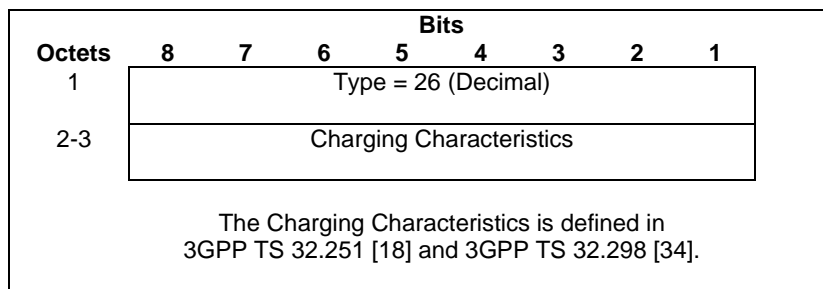 Bits
Octets 8 7 6 5 4 3 2 1
1 Type = 26 (Decimal)
2-3 Charging Characteristics
The Charging Characteristics is defined in
3GPP TS 32.251 [18] and 3GPP TS 32.298 [34].